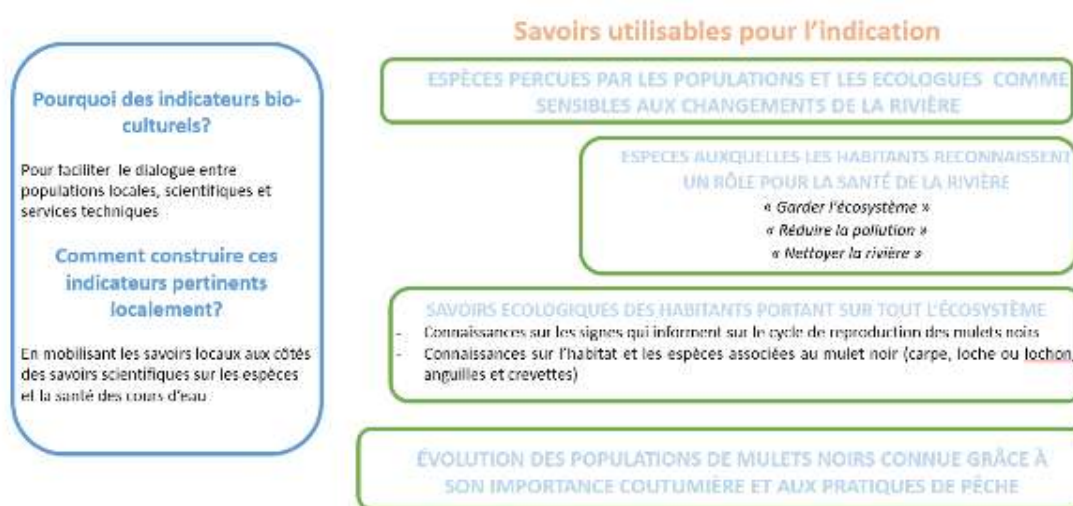 Pourquoi des indicateurs bio-
culturels?
Pour faciliter le dialogue entre
populations locales, scientifiques et
services techniques
Comment construire ces
indicateurs pertinents
localement?
En mobilisant les savoirs locaux aux côtés
des savoirs scientifiques sur les espèces
et la santé des cours d'eau
Savoirs utilisables pour l'indication
ESPÈCES PERCUES PAR LES POPULATIONS ET LES ECOLOGUES COMME
SENSIBLES AUX CHANGEMENTS DE LA RIVIÈRE
ESPECES AUXQUELLES LES HABITANTS RECONNAISSENT
UN RÔLE POUR LA SANTÉ DE LA RIVIÈRE
« Garder l'écosystème »
« Réduire la pollution »
« Nettoyer la rivière »
SAVOIRS ECOLOGIQUES DES HABITANTS PORTANT SUR TOUT L'ÉCOSYSTÈME
- Connaissances sur les signes qui informent sur le cycle de reproduction des mulets noirs
- Connaissances sur l'habitat et les espèces associées au mulet noir (carpe, loche ou lochon,
anguilles et crevettes)
ÉVOLUTION DES POPULATIONS DE MULETS NOIRS CONNUE GRÂCE À
SON IMPORTANCE COUTUMIÈRE ET AUX PRATIQUES DE PÊCHE